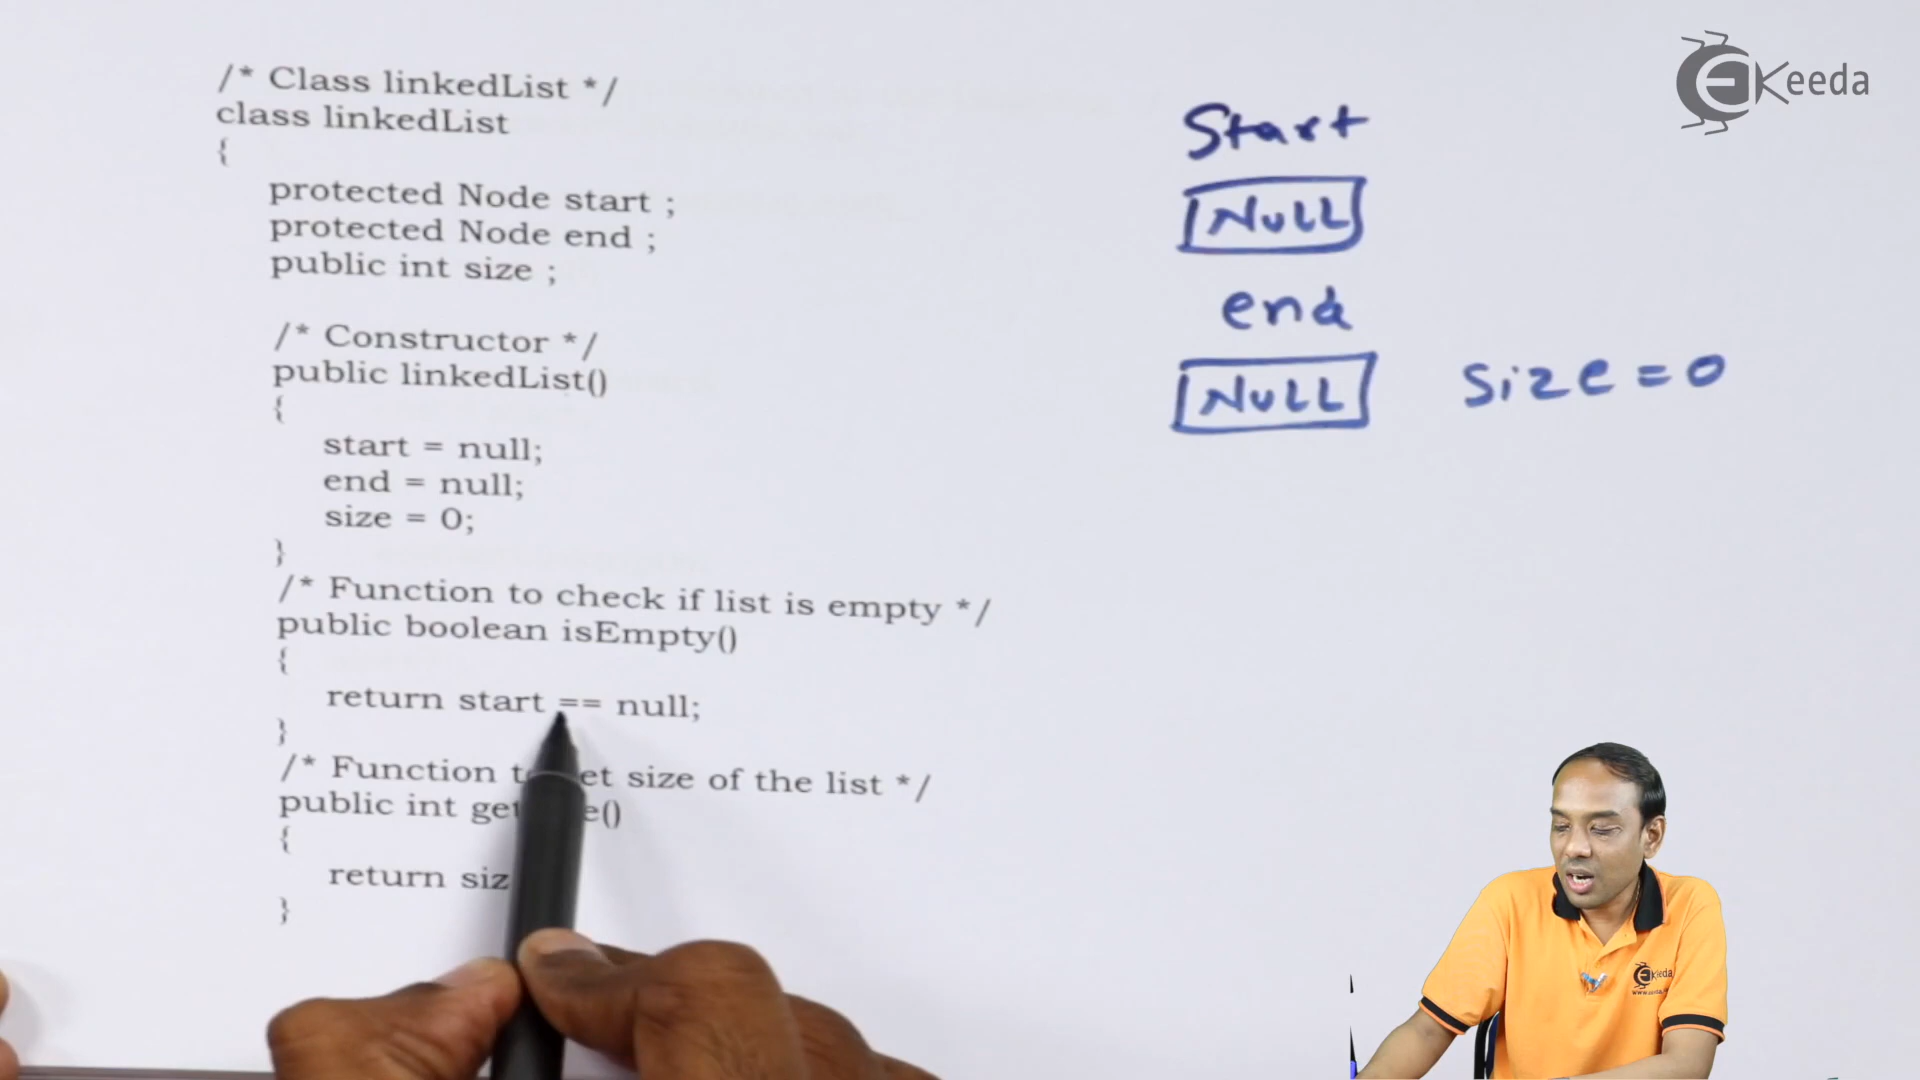 /* Class linkedList */
class linkedList
{
protected Node start ;
protected Node end ;
public int size ;
/* Constructor */
public linkedList()
{
start = null;
end = null;
size = 0;
}
/* Function to check if list is empty */
public boolean isEmpty()
{
return start == null;
}
/* Function et size of the list */
public int
{
return
}
Start
NULL
end
NULL
size = 0
Keeda